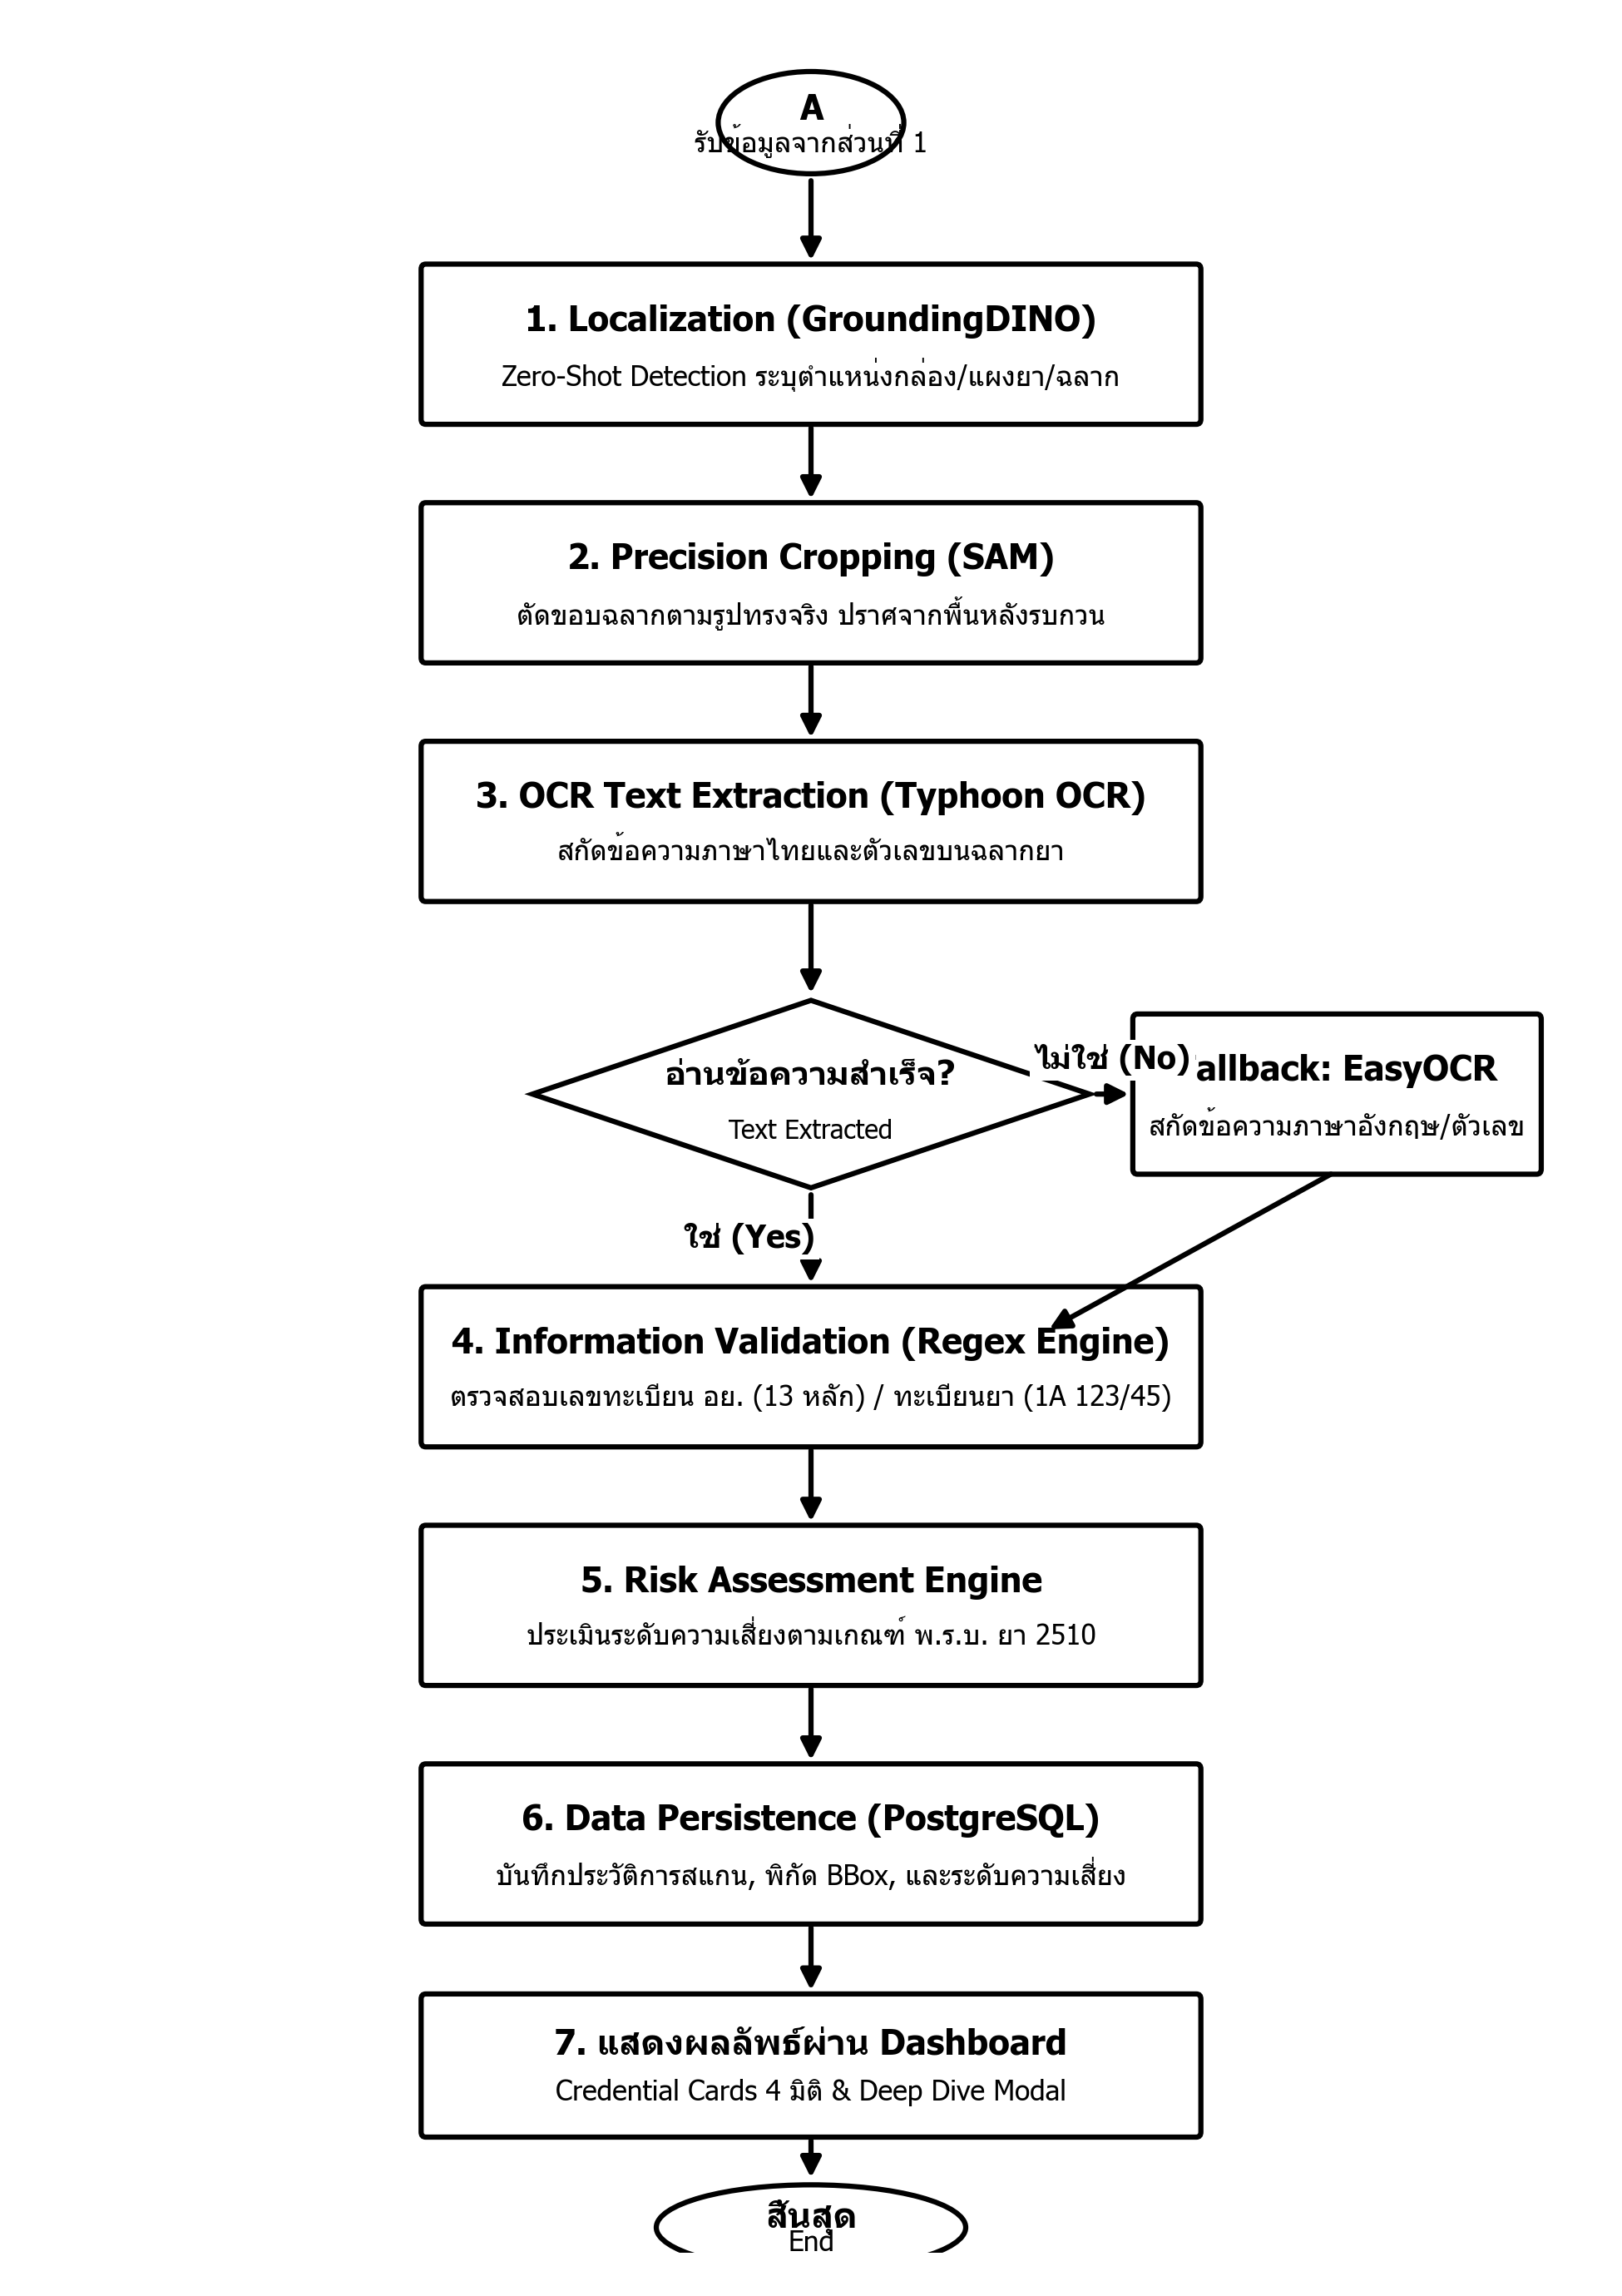 A
รับข้อมูลจากส่วนที่ 1
1. Localization (GroundingDINO)
Zero-Shot Detection ระบุตำแหน่งกล่อง/แผงยา/ฉลาก
2. Precision Cropping (SAM)
ตัดขอบฉลากตามรูปทรงจริง ปราศจากพื้นหลังรบกวน
3. OCR Text Extraction (Typhoon OCR)
สกัดข้อความภาษาไทยและตัวเลขบนฉลากยา
อ่านข้อความสำเร็จ?
Text Extracted
ไม่ใช่ (No)
allback: EasyOCR
สกัดข้อความภาษาอังกฤษ/ตัวเลข
ใช่ (Yes)
4. Information Validation (Regex Engine)
ตรวจสอบเลขทะเบียน อย. (13 หลัก) / ทะเบียนยา (1A 123/45)
5. Risk Assessment Engine
ประเมินระดับความเสี่ยงตามเกณฑ์ พ.ร.บ. ยา 2510
6. Data Persistence (PostgreSQL)
บันทึกประวัติการสแกน, พิกัด BBox, และระดับความเสี่ยง
7. แสดงผลลัพธ์ผ่าน Dashboard
Credential Cards 4 มิติ & Deep Dive Modal
สิ้นสุด
End